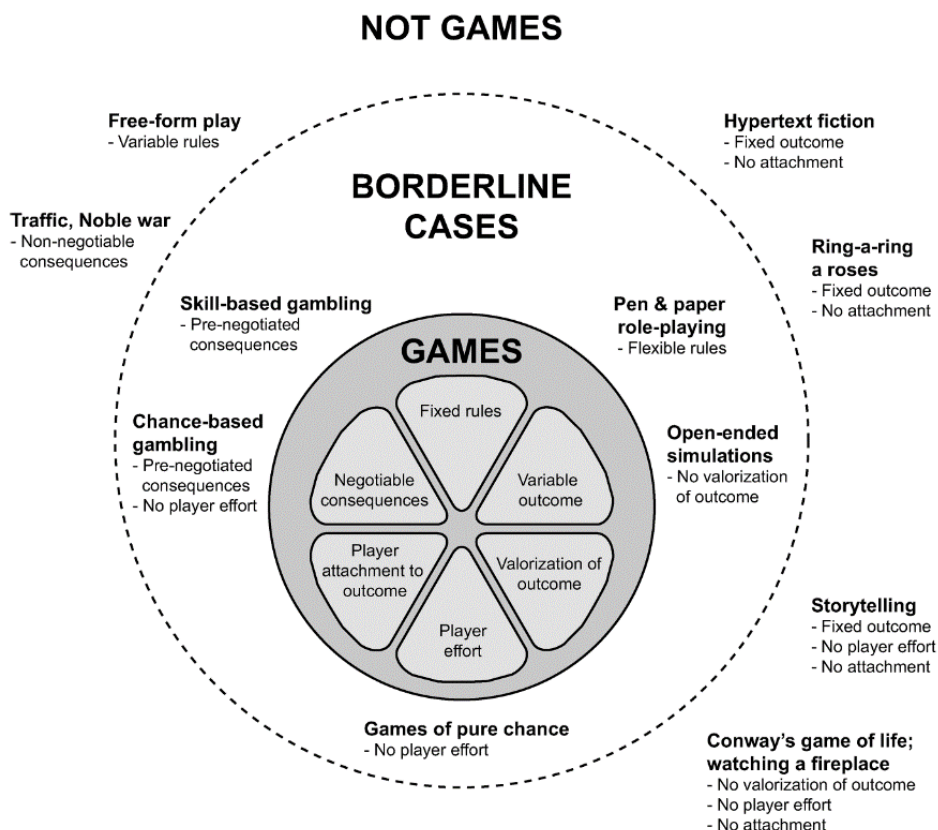 NOT GAMES
Free-form play
- Variable rules
Hypertext fiction
- Fixed outcome
- No attachment
BORDERLINE
CASES
Traffic, Noble war
- Non-negotiable
consequences
Ring-a-ring
a roses
- Fixed outcome
- No attachment
Skill-based gambling
- Pre-negotiated
consequences
Pen & paper
role-playing
- Flexible rules
GAMES
Fixed rules
Negotiable
consequences
Variable
outcome
Player
attachment to
outcome
Valorization of
outcome
Player
effort
Chance-based
gambling
- Pre-negotiated
consequences
- No player effort
Open-ended
simulations
- No valorization
of outcome
Storytelling
- Fixed outcome
- No player effort
- No attachment
Games of pure chance
- No player effort
Conway's game of life;
watching a fireplace
- No valorization of outcome
- No player effort
- No attachment